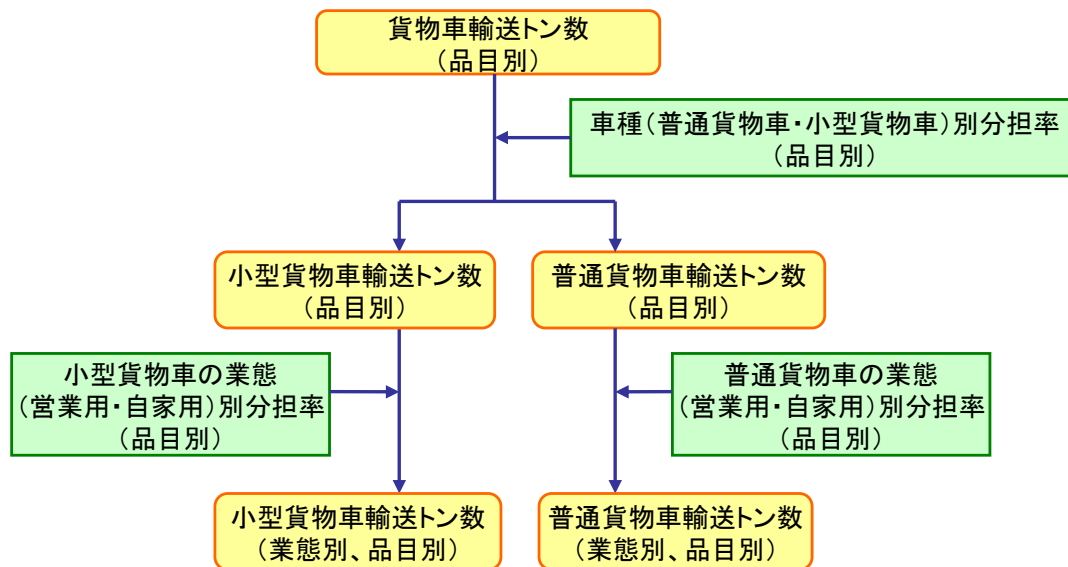 貨物車輸送トン数
（品目別）
車種（普通貨物車・小型貨物車）別分担率
（品目別）
小型貨物車輸送トン数
（品目別）
普通貨物車輸送トン数
（品目別）
小型貨物車の業態
（営業用・自家用）別分担率
（品目別）
普通貨物車の業態
（営業用・自家用）別分担率
（品目別）
小型貨物車輸送トン数
（業態別、品目別）
普通貨物車輸送トン数
（業態別、品目別）